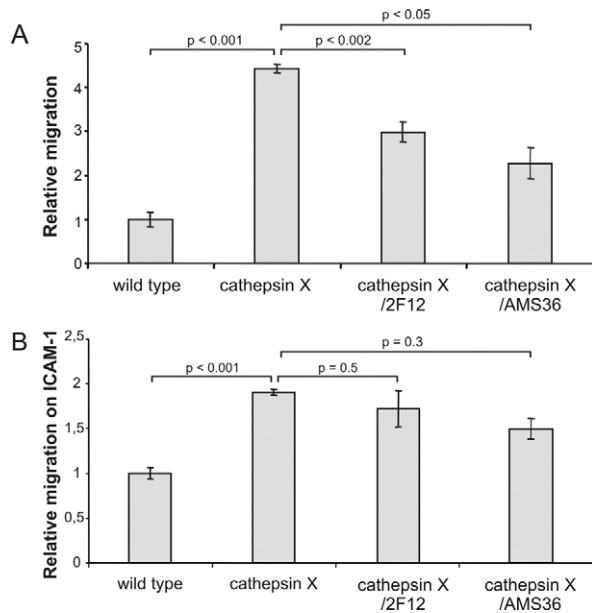 A
p < 0.05
p < 0.001
p < 0.002
Relative migration
5
4
3
2
1
0
wild type
cathepsin X
cathepsin X
/2F12
cathepsin X
/AMS36
B
p = 0.3
p < 0.001
p = 0.5
Relative migration on ICAM-1
2,5
2
1,5
1
0,5
0
wild type
cathepsin X
cathepsin X
/2F12
cathepsin X
/AMS36